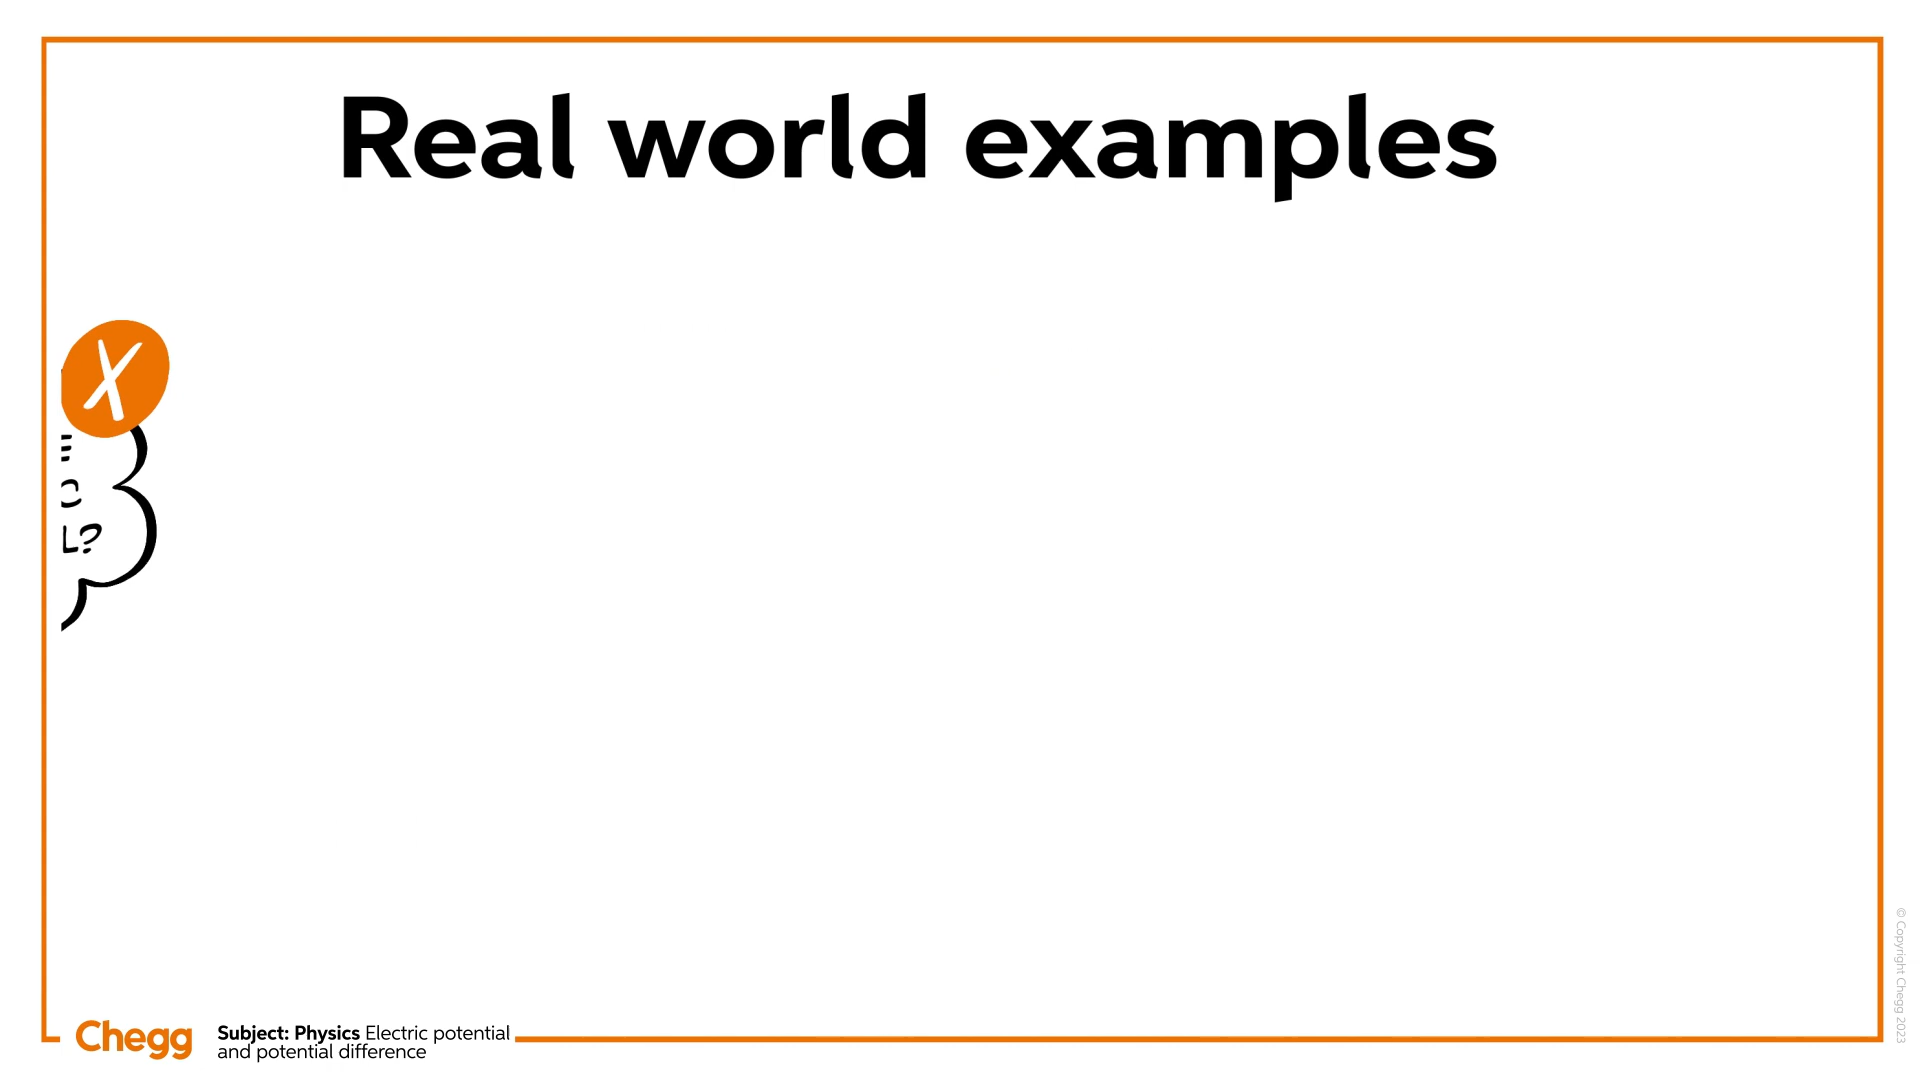 Real world examples
X
L?
Chegg
Subject: Physics Electric potential
and potential difference
© Copyright Chegg 2023